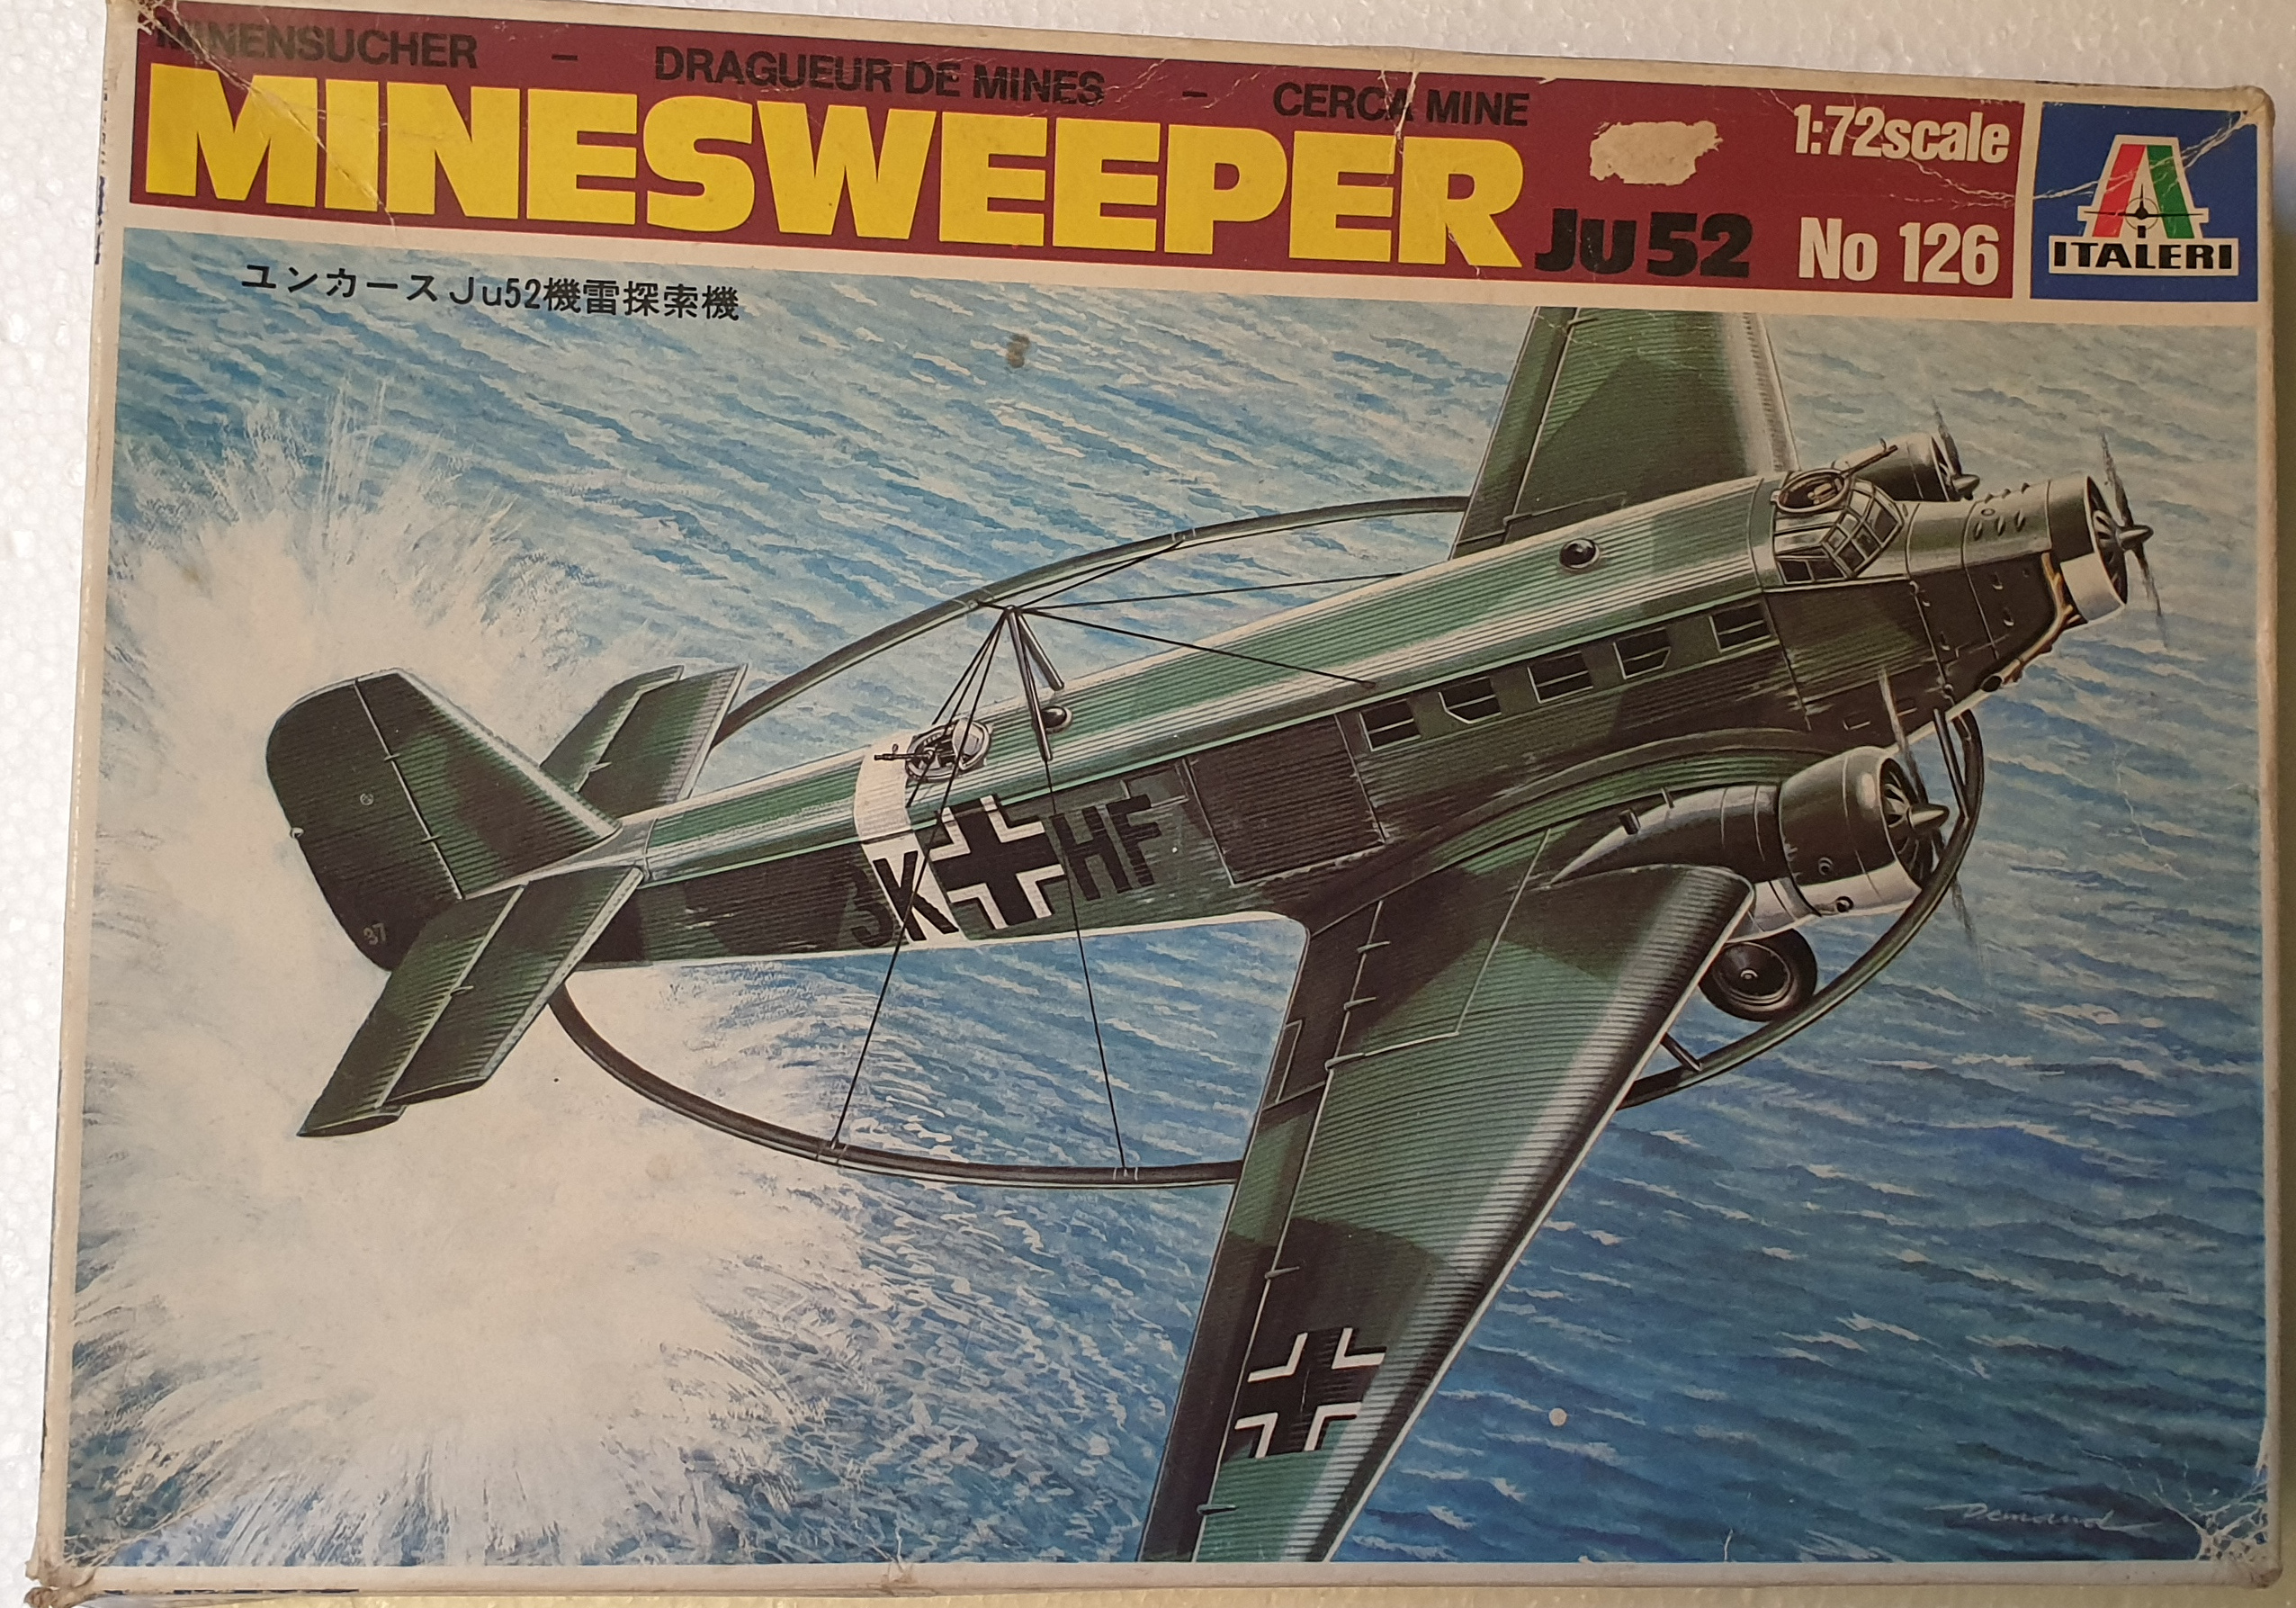 MINENSUCHER - DRAGUEUR DE MINES - CERCA MINE
MINESWEEPER Ju 52
1:72scale
No 126
ITALERI
ユンカースJu52機雷探索機
3K HF
37
Demand